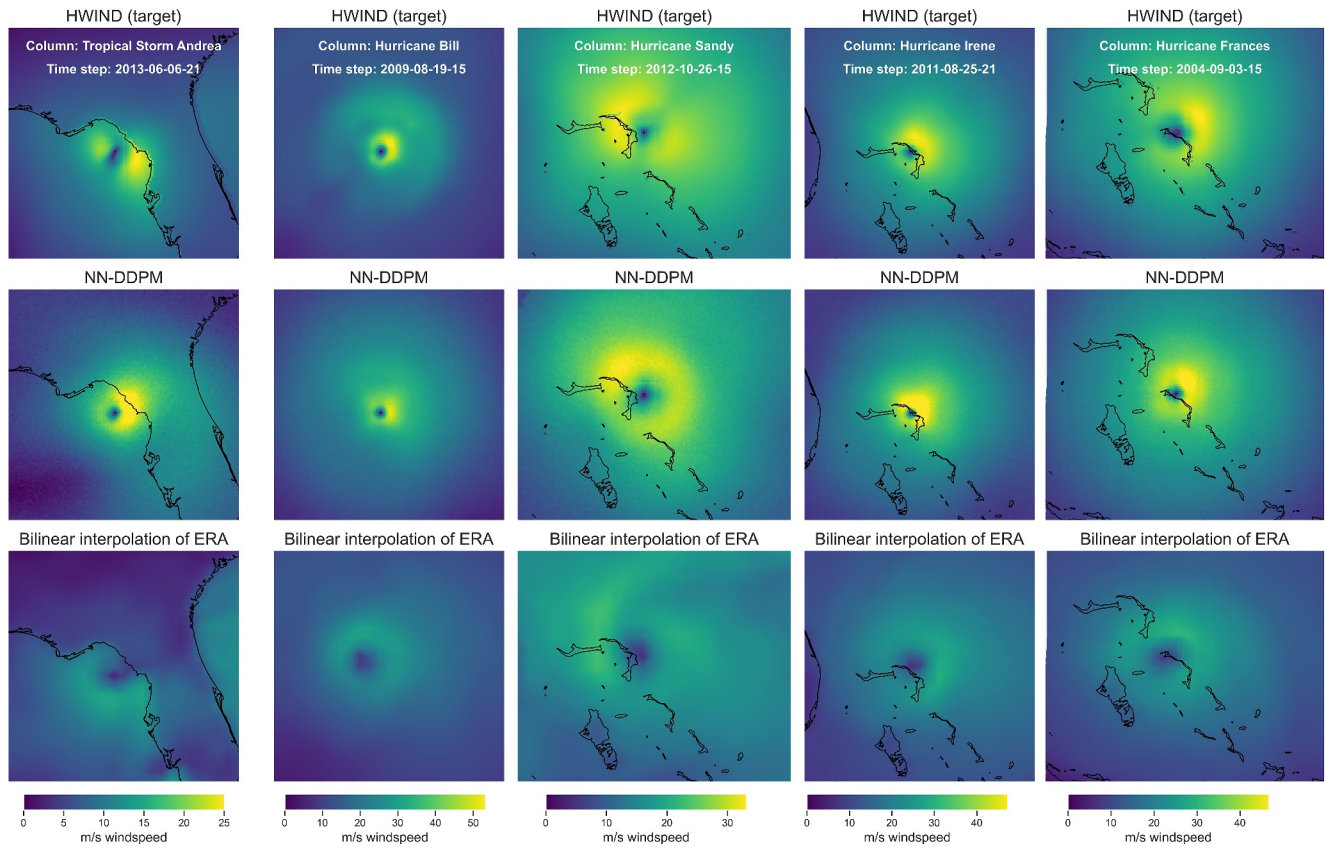 HWIND (target)
HWIND (target)
HWIND (target)
HWIND (target)
HWIND (target)
Column: Tropical Storm Andrea
Time step: 2013-06-06-21
Column: Hurricane Bill
Time step: 2009-08-19-15
Column: Hurricane Sandy
Time step: 2012-10-26-15
Column: Hurricane Irene
Time step: 2011-08-25-21
Column: Hurricane Frances
Time step: 2004-09-03-15
NN-DDPM
NN-DDPM
NN-DDPM
NN-DDPM
NN-DDPM
Bilinear interpolation of ERA
Bilinear interpolation of ERA
Bilinear interpolation of ERA
Bilinear interpolation of ERA
Bilinear interpolation of ERA
0 5 10 15 20 25
m/s windspeed
0 10 20 30 40 50
m/s windspeed
0 10 20 30
m/s windspeed
0 10 20 30 40
m/s windspeed
0 10 20 30 40
m/s windspeed